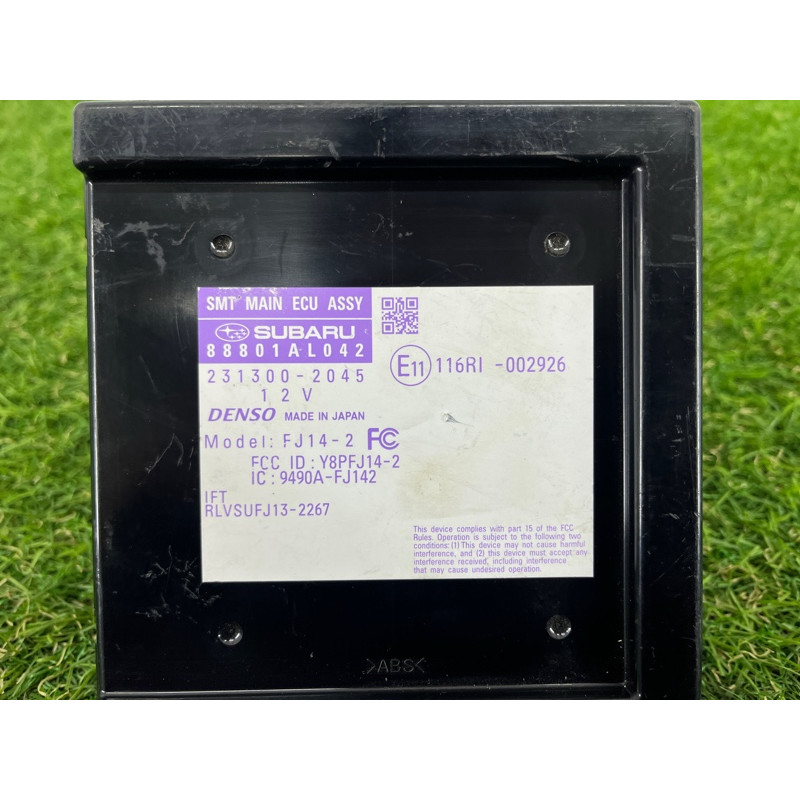 SMT MAIN ECU ASSY
SUBARU
88801AL042
231300-2045
12V
DENSO MADE IN JAPAN
Model: FJ14-2 FC
FCC ID : Y8PFJ14-2
IC : 9490A-FJ142
IFT
RLVSUFJ13-2267
E11 116RI -002926
This device complies with part 15 of the FCC
Rules. Operation is subject to the following two
conditions: (1) This device may not cause harmful
interference, and (2) this device must accept any
interference received, including interference
that may cause undesired operation.
>ABS<